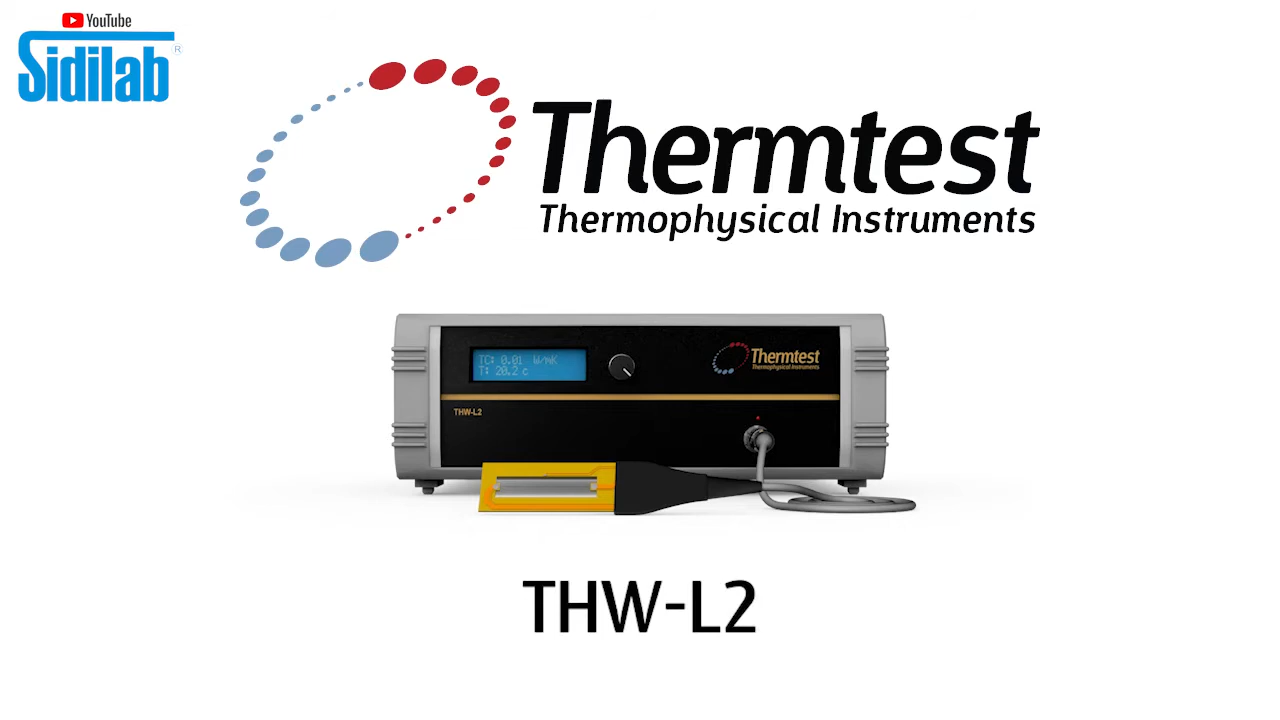 YouTube
Sidilab
Thermtest
Thermophysical Instruments
TC: 0.01 W/mK
T: 20.2 c
Thermtest
Thermophysical Instruments
THW-L2
THW-L2